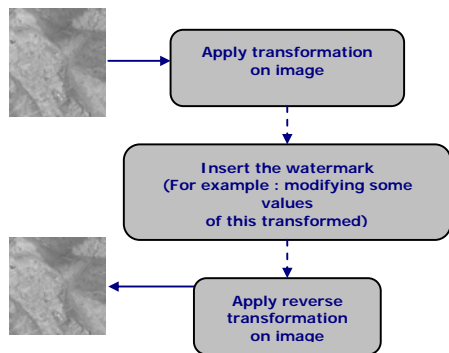 Apply transformation
on image
Insert the watermark
(For example : modifying some
values
of this transformed)
Apply reverse
transformation
on image